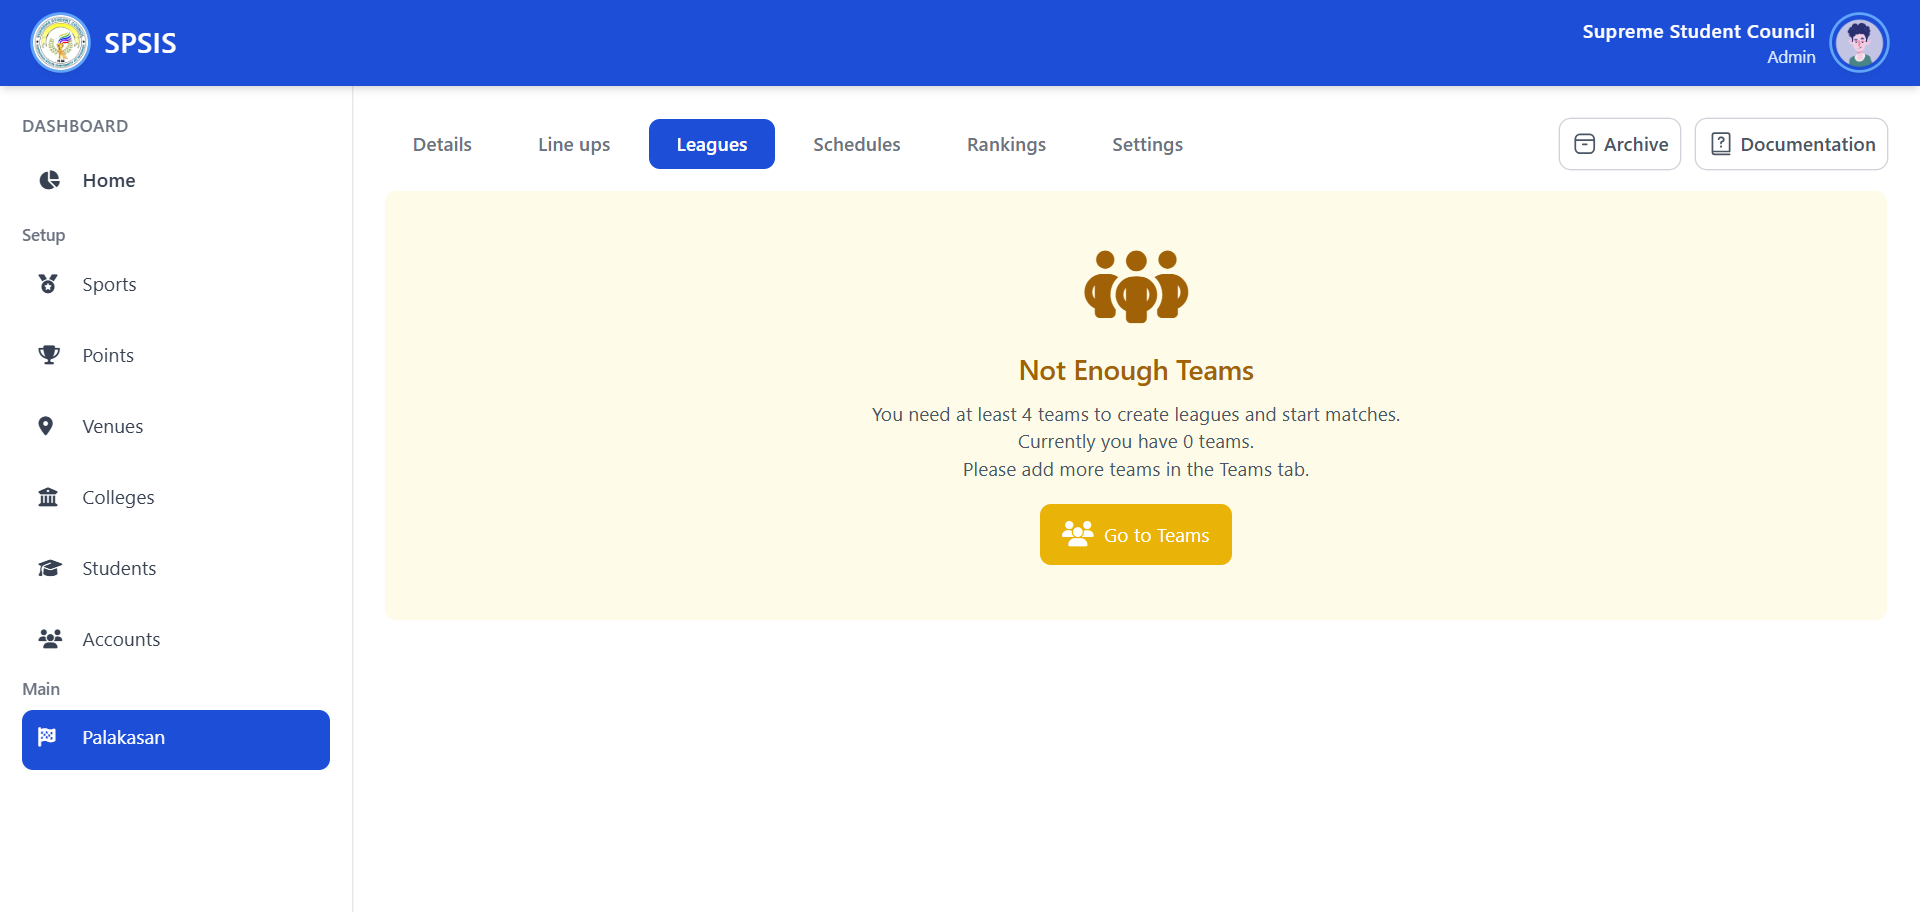 SPSIS
Supreme Student Council
Admin
DASHBOARD
Home
Setup
Sports
Points
Venues
Colleges
Students
Accounts
Main
Palakasan
Details
Line ups
Leagues
Schedules
Rankings
Settings
Archive
Documentation
Not Enough Teams
You need at least 4 teams to create leagues and start matches.
Currently you have 0 teams.
Please add more teams in the Teams tab.
Go to Teams